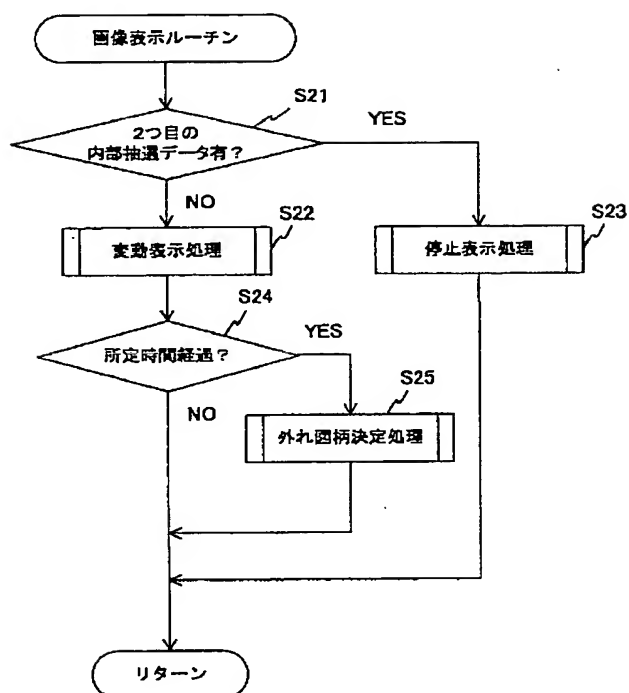 画像表示ルーチン
S21
2つ目の
内部抽選データ有？
YES
NO
S22
変動表示処理
S23
停止表示処理
S24
所定時間経過？
YES
NO
S25
外れ図柄決定処理
リターン